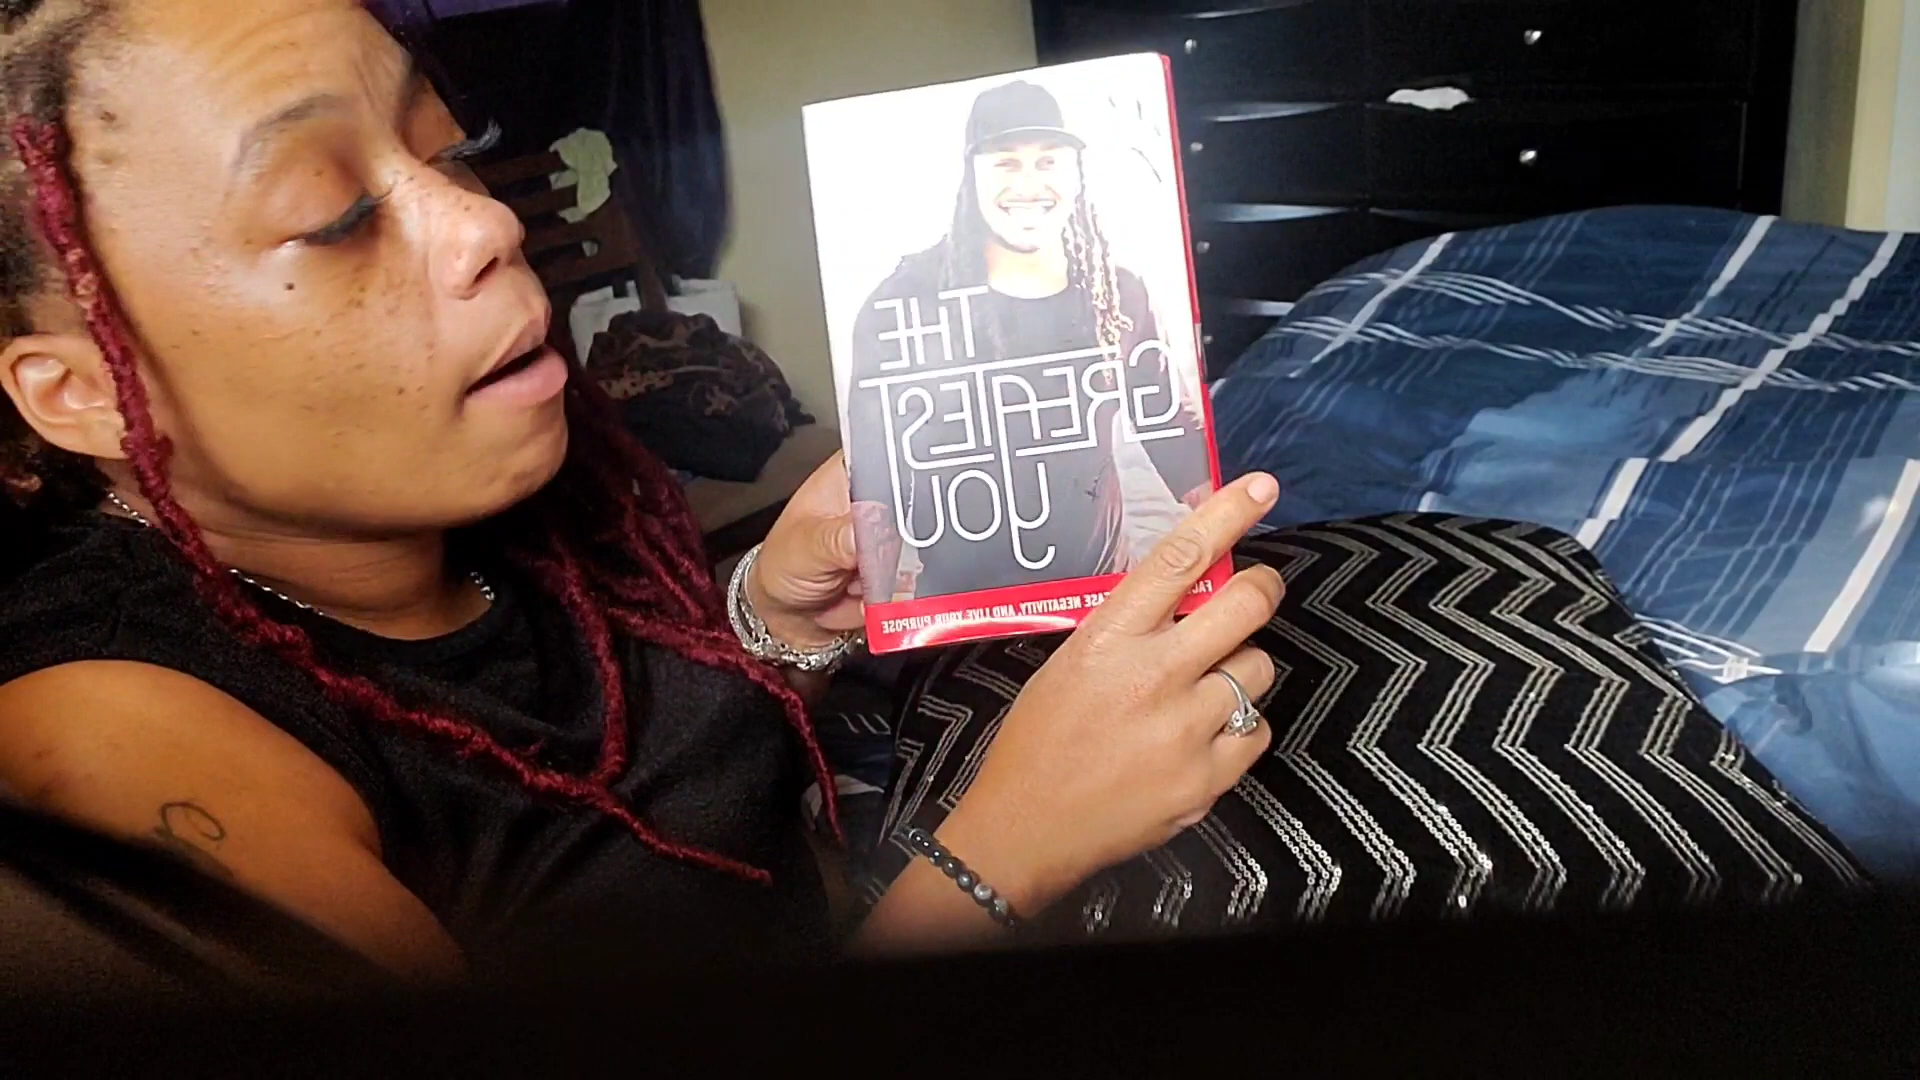 THE
GREATEST
YOU
NEGATIVITY, AND LIVE YOUR PURPOSE